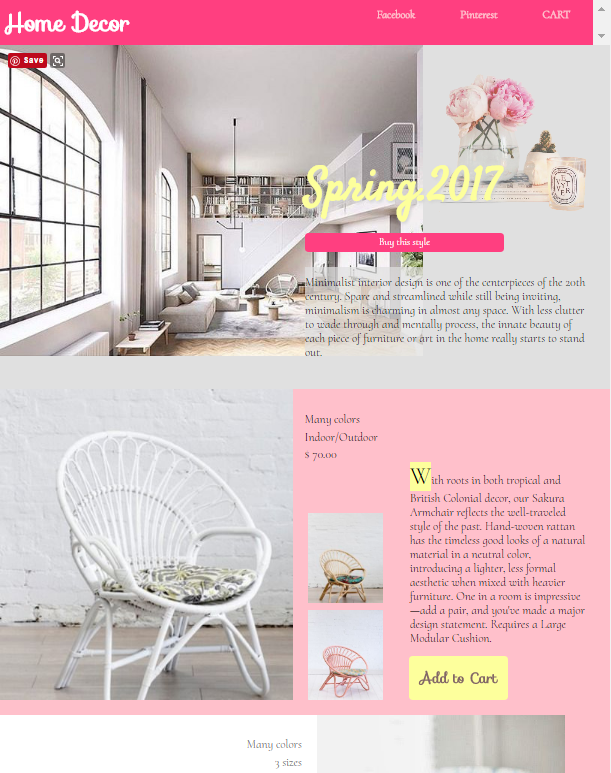 Home Decor
Facebook
Pinterest
CART
Save
Spring 2017
Buy this style
Minimalist interior design is one of the centerpieces of the 20th
century. Spare and streamlined while still being inviting,
minimalism is charming in almost any space. With less clutter
to wade through and mentally process, the innate beauty of
each piece of furniture or art in the home really starts to stand
out.
Many colors
Indoor/Outdoor
$ 70.00
With roots in both tropical and
British Colonial decor, our Sakura
Armchair reflects the well-traveled
style of the past. Hand-woven rattan
has the timeless good looks of a natural
material in a neutral color,
introducing a lighter, less formal
aesthetic when mixed with heavier
furniture. One in a room is impressive
—add a pair, and you've made a major
design statement. Requires a Large
Modular Cushion.
Add to Cart
Many colors
3 sizes